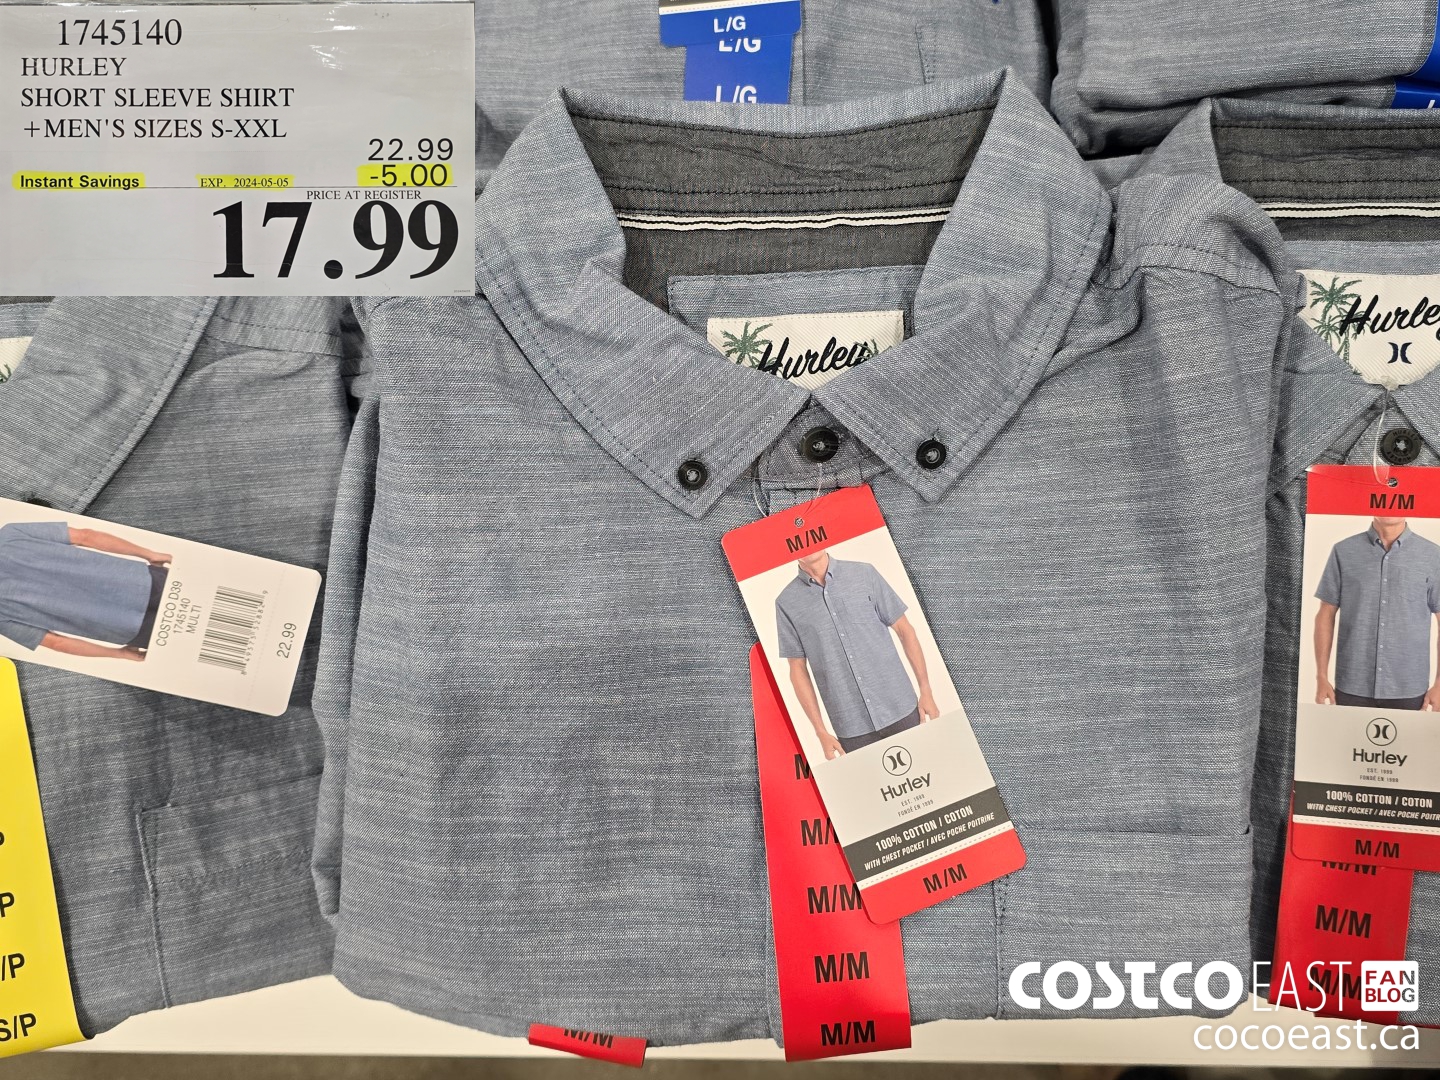 1745140
HURLEY
SHORT SLEEVE SHIRT
+MEN'S SIZES S-XXL
22.99
Instant Savings EXP. 2024-05-05 -5.00
PRICE AT REGISTER
17.99
L/G
L/G
L/G
Hurley
Hurley
COSTCO D39
1745140
MULTI
22.99
S/P
M/M
Hurley
EST. 1999
FONDÉ EN 1999
100% COTTON / COTON
WITH CHEST POCKET / AVEC POCHE POITRINE
M/M
M/M
M/M
M/M
M/M
M/M
M/M
Hurley
EST. 1999
FONDÉ EN 1999
100% COTTON / COTON
WITH CHEST POCKET / AVEC POCHE
M/M
M/M
M/M
M/M
COSTCO EAST FAN BLOG
cocoeast.ca